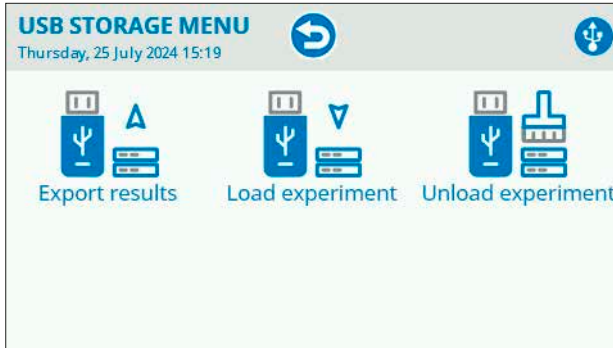 USB STORAGE MENU
Thursday, 25 July 2024 15:19
Export results
Load experiment
Unload experiment